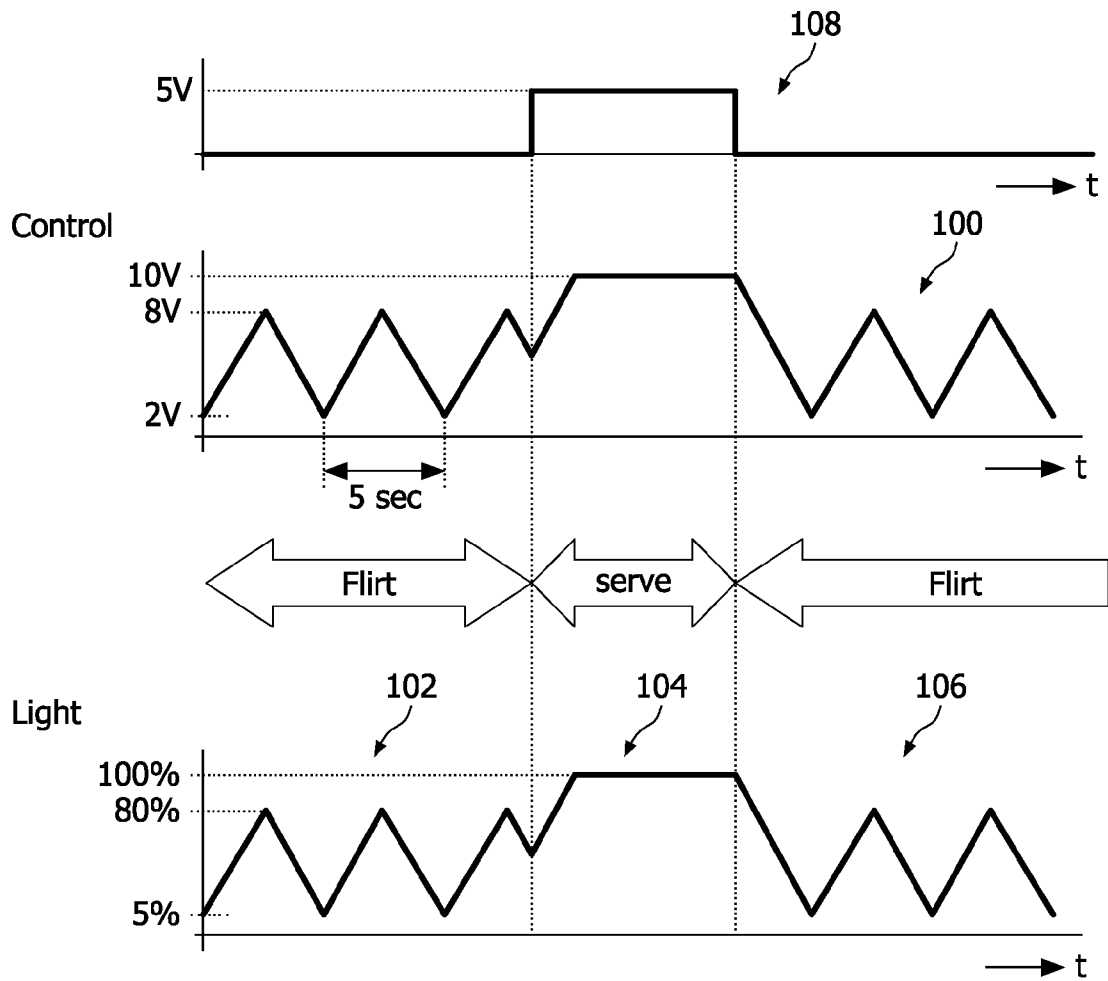 108
5V
t
Control
100
10V
8V
2V
t
5 sec
Flirt serve Flirt
102 104 106
Light
100%
80%
5%
t